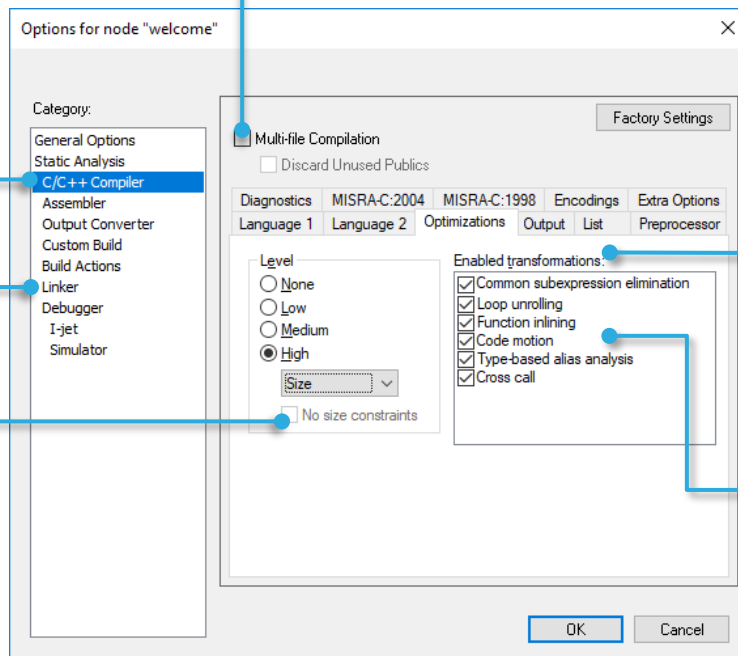 Options for node "welcome"
Category:
General Options
Static Analysis
C/C++ Compiler
Assembler
Output Converter
Custom Build
Build Actions
Linker
Debugger
I-jet
Simulator
Factory Settings
Multi-file Compilation
Discard Unused Publics
Diagnostics MISRA-C:2004 MISRA-C:1998 Encodings Extra Options
Language 1 Language 2 Optimizations Output List Preprocessor
Level
None
Low
Medium
High
Size
No size constraints
Enabled transformations:
Common subexpression elimination
Loop unrolling
Function inlining
Code motion
Type-based alias analysis
Cross call
OK Cancel